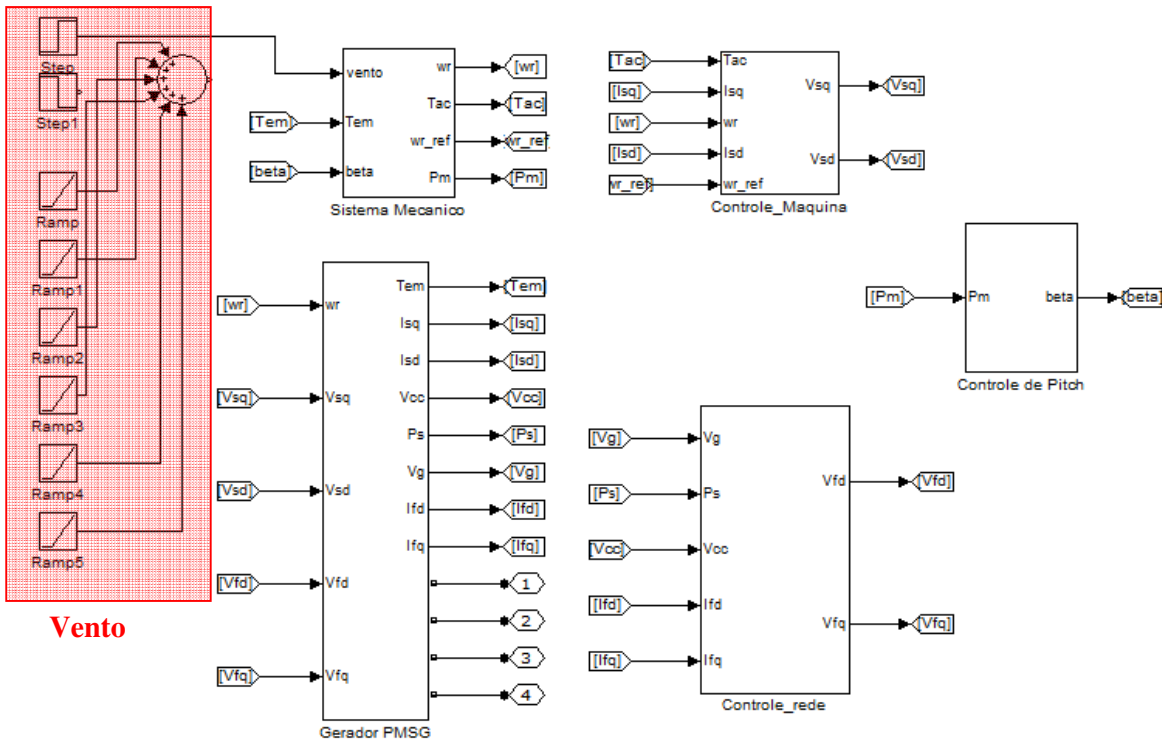 Step
Step1
Ramp
Ramp1
Ramp2
Ramp3
Ramp4
Ramp5
Vento
[Tem]
[beta]
vento
Tem
beta
wr
Tac
wr_ref
Pm
[wr]
[Tac]
wr_ref
[Pm]
Sistema Mecanico
[Tac]
[Isq]
[wr]
[Isd]
wr_ref]
Tac
Isq
wr
Isd
wr_ref
Vsq
Vsd
[Vsq]
[Vsd]
Controle_Maquina
[Pm]
Pm
beta
[beta]
Controle de Pitch
[wr]
[Vsq]
[Vsd]
[Vfd]
[Vfq]
wr
Vsq
Vsd
Vfd
Vfq
Tem
Isq
Isd
Vcc
Ps
Vg
Ifd
Ifq
[Tem]
[Isq]
[Isd]
[Vcc]
[Ps]
[Vg]
[Ifd]
[Ifq]
1
2
3
4
Gerador PMSG
[Vg]
[Ps]
[Vcc]
[Ifd]
[Ifq]
Vg
Ps
Vcc
Ifd
Ifq
Vfd
Vfq
[Vfd]
[Vfq]
Controle_rede